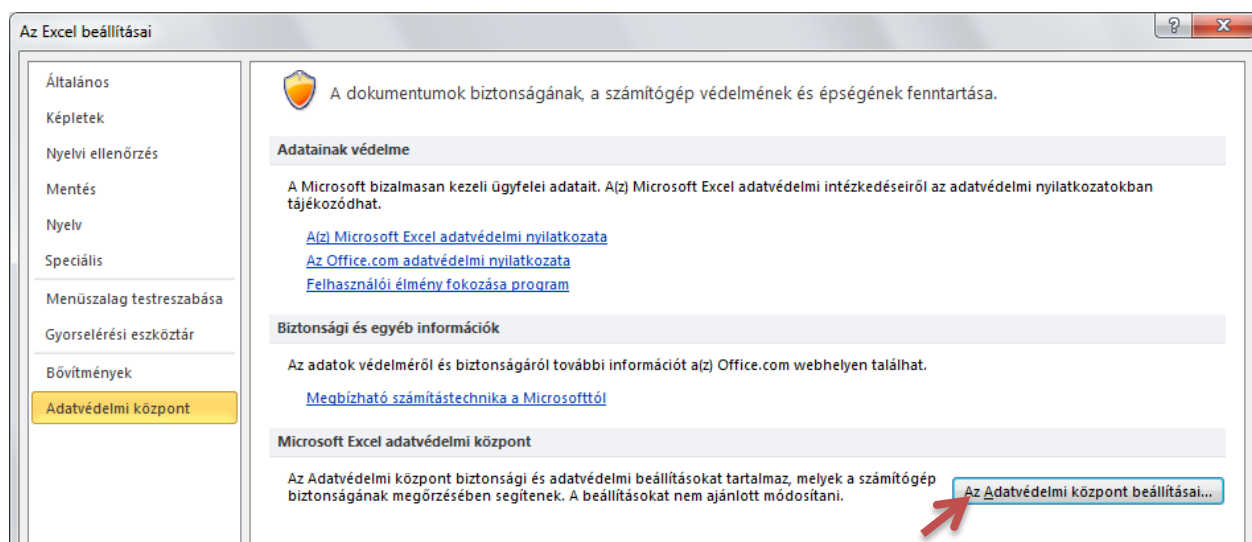 Az Excel beállításai
Általános
Képletek
Nyelvi ellenőrzés
Mentés
Nyelv
Speciális
Menüszalag testreszabása
Gyorselérési eszköztár
Bővítmények
Adatvédelmi központ
A dokumentumok biztonságának, a számítógép védelmének és épségének fenntartása.
Adatainak védelme
A Microsoft bizalmasan kezeli ügyfelei adatait. A(z) Microsoft Excel adatvédelmi intézkedéseiről az adatvédelmi nyilatkozatokban
tájékozódhat.
A(z) Microsoft Excel adatvédelmi nyilatkozata
Az Office.com adatvédelmi nyilatkozata
Felhasználói élmény fokozása program
Biztonsági és egyéb információk
Az adatok védelméről és biztonságáról további információt a(z) Office.com webhelyen találhat.
Megbízható számítástechnika a Microsofttól
Microsoft Excel adatvédelmi központ
Az Adatvédelmi központ biztonsági és adatvédelmi beállításokat tartalmaz, melyek a számítógép
biztonságának megőrzésében segítenek. A beállításokat nem ajánlott módosítani.
Az Adatvédelmi központ beállításai...